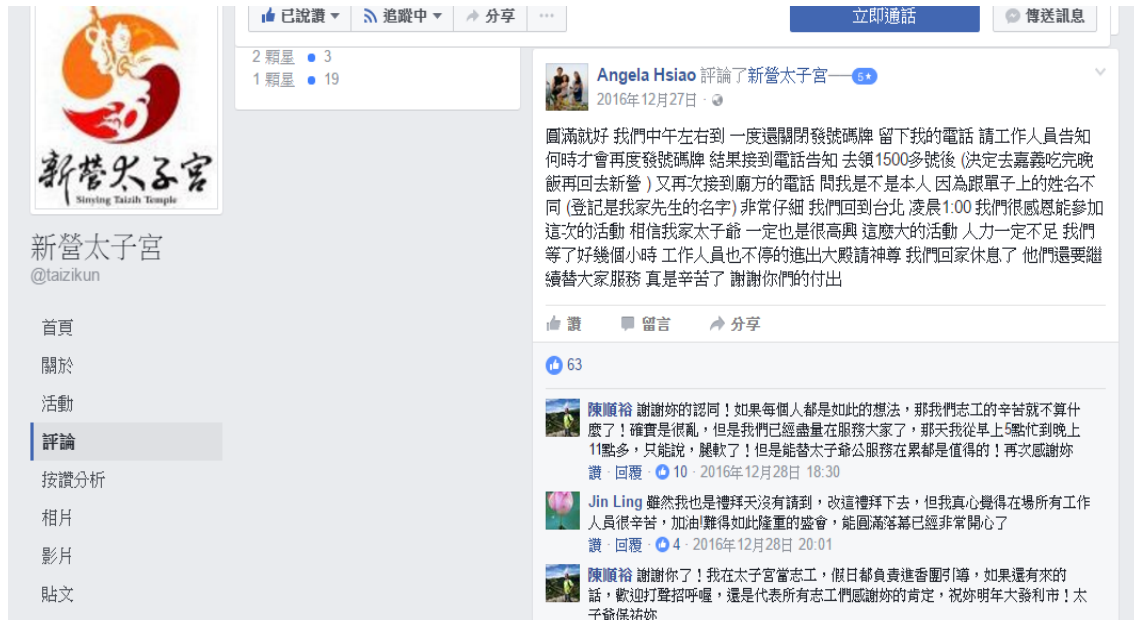 已說讚
追蹤中
分享
立即通話
傳送訊息
2 顆星 3
1 顆星 19
新營太子宮
Sinying Taizih Temple
新營太子宮
@taizikun
首頁
關於
活動
評論
按讚分析
相片
影片
貼文
Angela Hsiao 評論了新營太子宮——5★
2016年12月27日
圓滿就好 我們中午左右到 一度還關閉發號碼牌 留下我的電話 請工作人員告知
何時才會再度發號碼牌 結果接到電話告知 去領1500多號後 (決定去嘉義吃完晚
飯再回去新營 ) 又再次接到廟方的電話 問我是不是本人 因為跟單子上的姓名不
同 (登記是我家先生的名字) 非常仔細 我們回到台北 凌晨1:00 我們很感恩能參加
這次的活動 相信我家太子爺 一定也是很高興 這麼大的活動 人力一定不足 我們
等了好幾個小時 工作人員也不停的進出大殿請神尊 我們回家休息了 他們還要繼
續替大家服務 真是辛苦了 謝謝你們的付出
讚 留言 分享
63
陳順裕 謝謝妳的認同！如果每個人都是如此的想法，那我們志工的辛苦就不算什
麼了！確實是很亂，但是我們已經盡量在服務大家了，那天我從早上5點忙到晚上
11點多，只能說，腿軟了！但是能替太子爺公服務在累都是值得的！再次感謝妳
讚 · 回覆 · 10 · 2016年12月28日 18:30
Jin Ling 雖然我也是禮拜天沒有請到，改這禮拜下去，但我真心覺得在場所有工作
人員很辛苦，加油!難得如此隆重的盛會，能圓滿落幕已經非常開心了
讚 · 回覆 · 4 · 2016年12月28日 20:01
陳順裕 謝謝你了！我在太子宮當志工，假日都負責進香團引導，如果還有來的
話，歡迎打聲招呼喔，還是代表所有志工們感謝妳的肯定，祝妳明年大發利市！太
子爺保祐妳